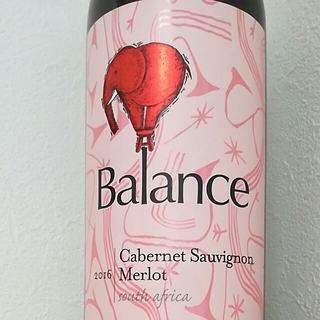 Balance
Cabernet Sauvignon
2016 Merlot
south africa